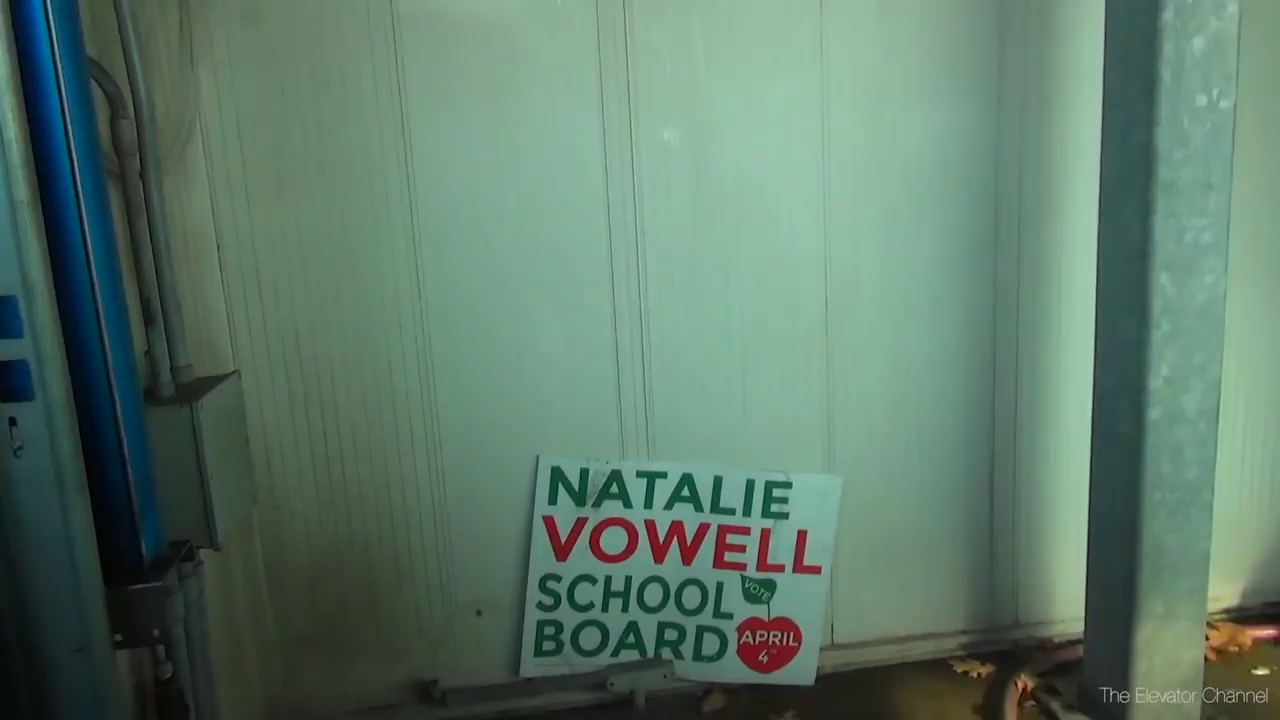 NATALIE
VOWELL
SCHOOL
BOARD
VOTE
APRIL
4TH
The Elevator Channel